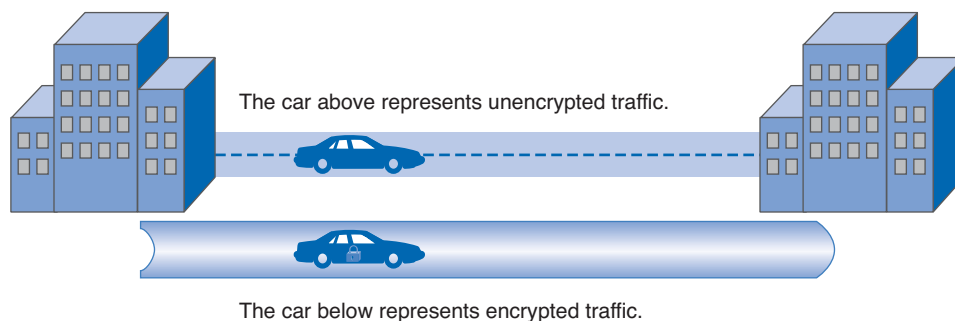 The car above represents unencrypted traffic.
The car below represents encrypted traffic.